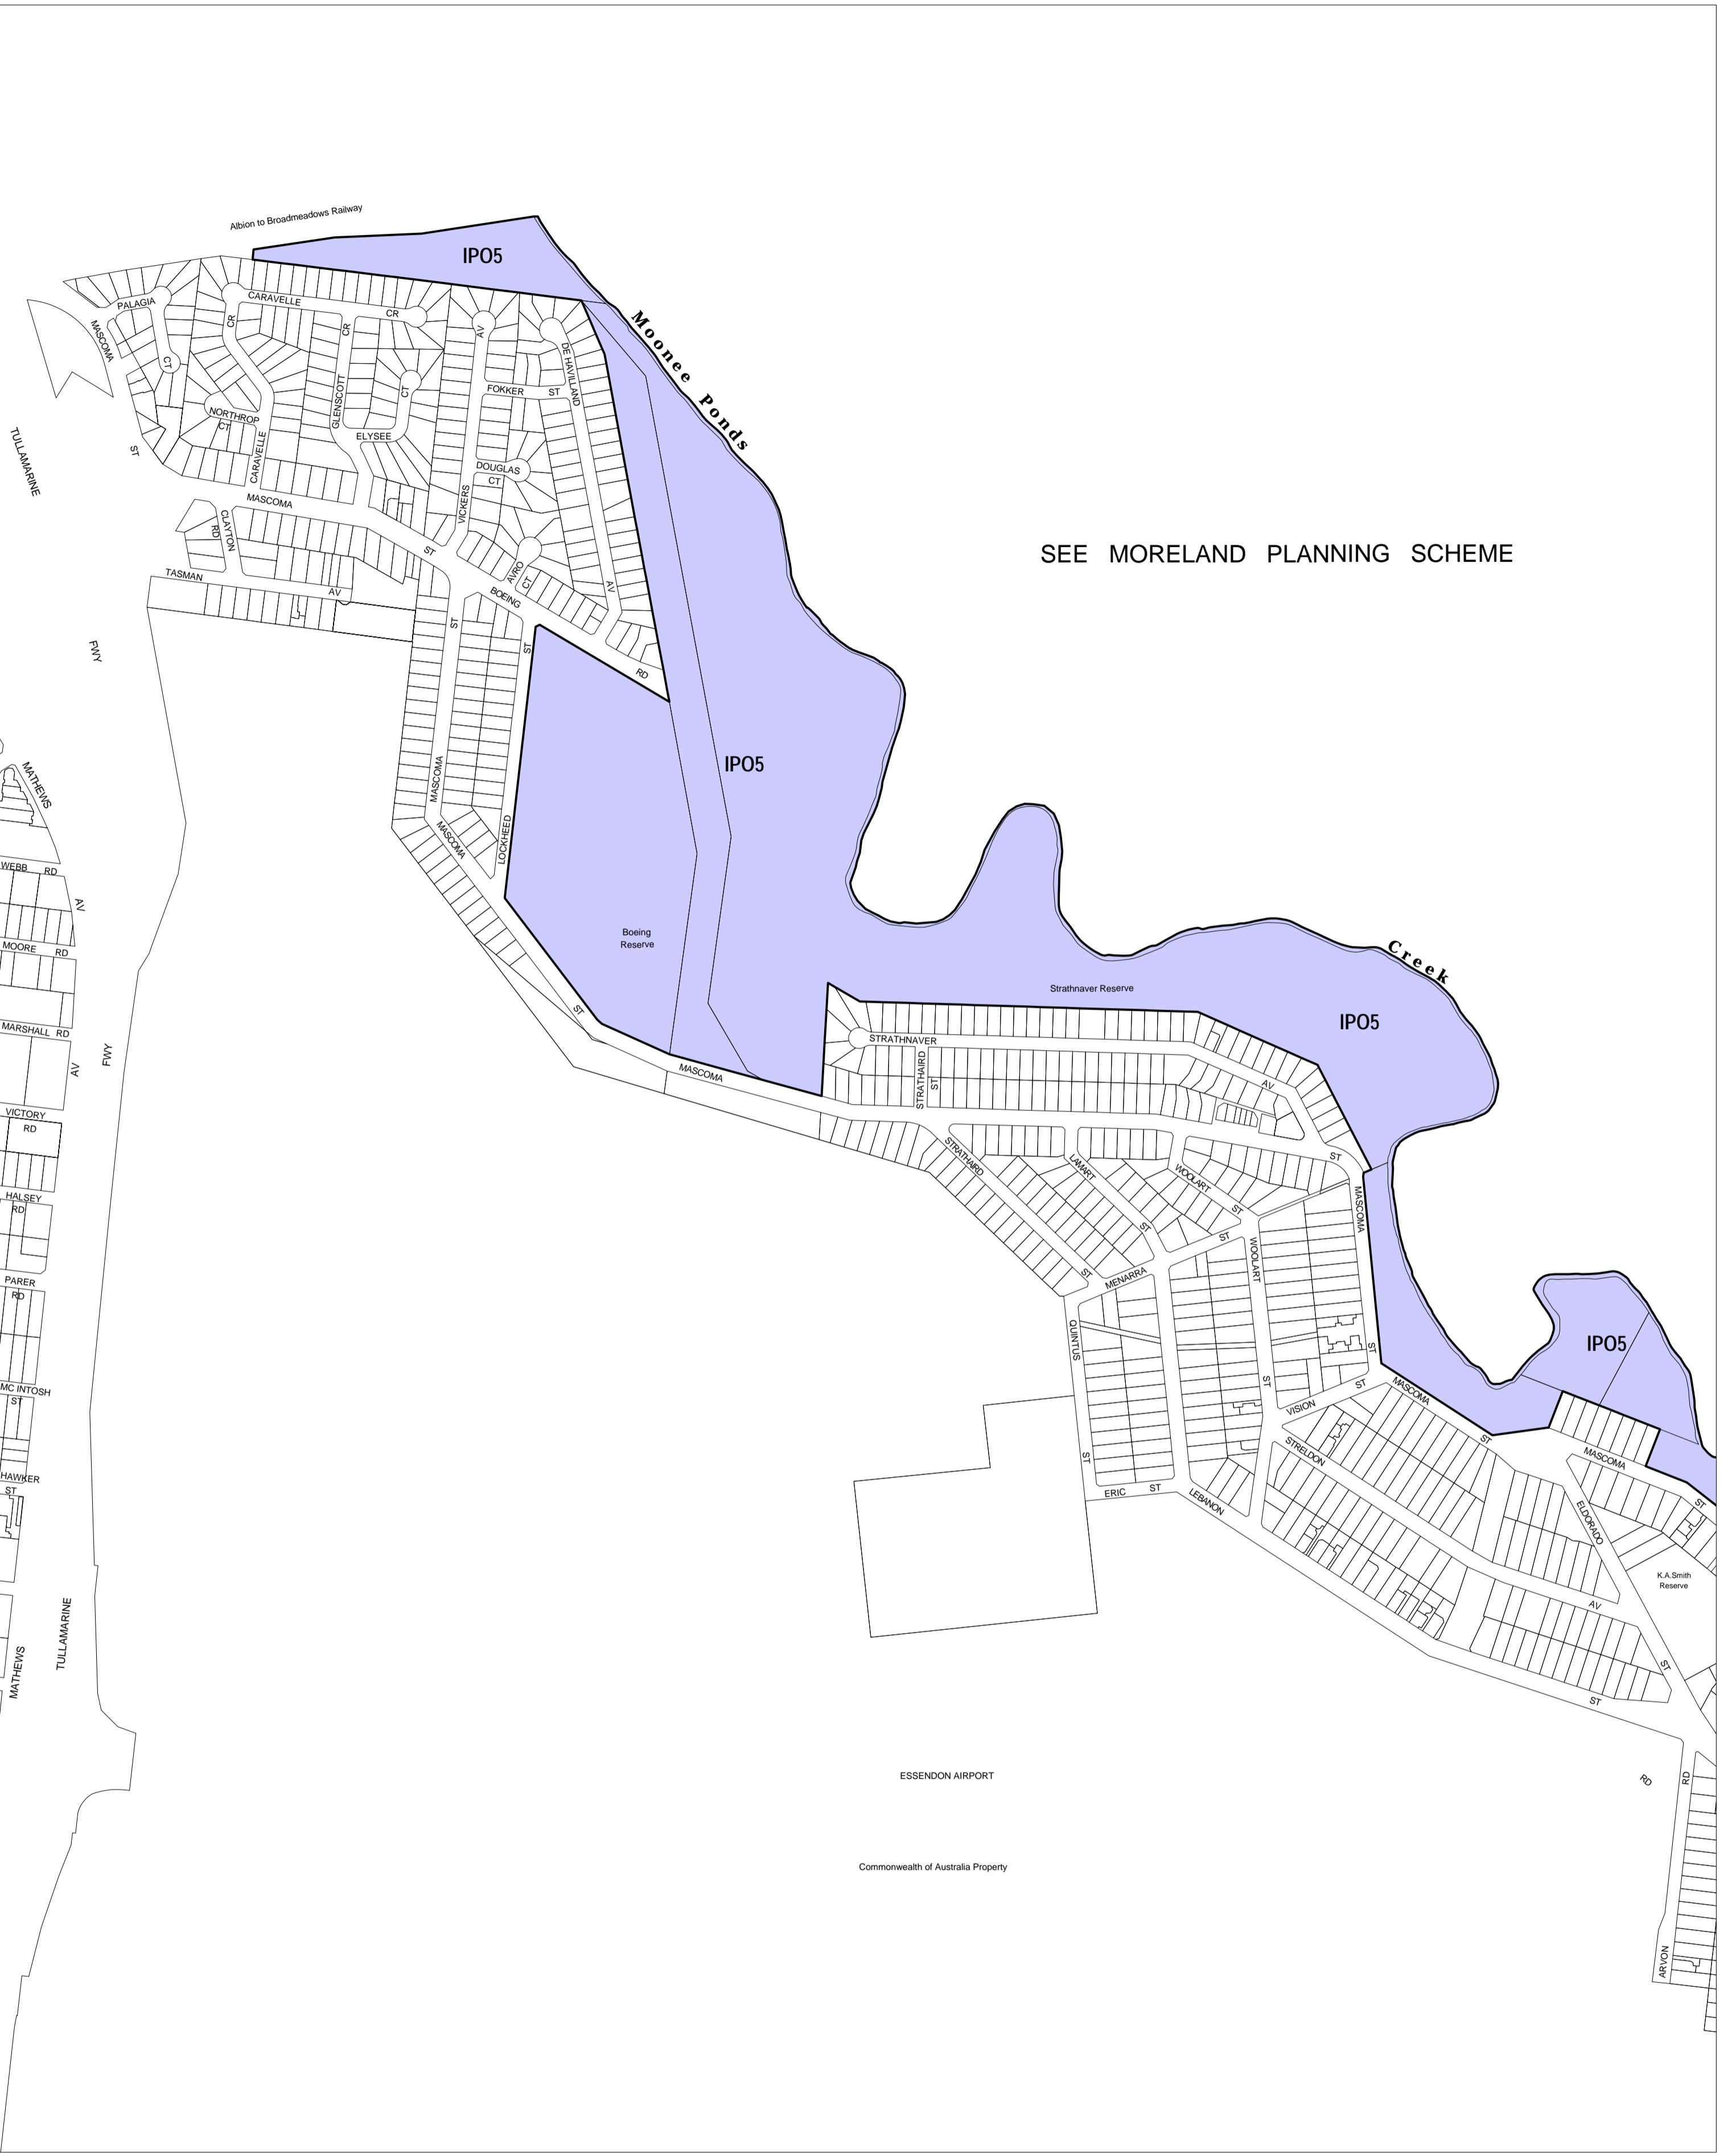 Albion to Broadmeadows Railway
IPO5
PALAGIA
CT
MASCOMA
ST
CARAVELLE
CR
CR
CR
AV
DE HAVILLAND
Moonee Ponds
GLENSCOTT
CT
FOKKER ST
NORTHROP
CT
ELYSEE
CARAVELLE
DOUGLAS
CT
VICKERS
TULLAMARINE
MASCOMA
ST
CLAYTON
RD
SEE MORELAND PLANNING SCHEME
TASMAN
AV
AVRO
CT
BOEING
AV
ST
ST
RD
FWY
IPO5
MATHEWS
MASCOMA
MASCOMA
LOCKHEED
WEBB RD
AV
MOORE RD
Boeing
Reserve
Creek
Strathnaver Reserve
ST
IPO5
MARSHALL RD
FWY
AV
STRATHNAVER
STRATHAIRD
ST
AV
MASCOMA
VICTORY
RD
STRATHAIRD
LAMART
WOOLART
ST
MASCOMA
HALSEY
RD
ST
ST
ST
WOOLART
PARER
RD
ST
MENARRA
QUINTUS
ST
IPO5
MC INTOSH
ST
ST
VISION
ST
MASCOMA
ST
STRELDON
ST
MASCOMA
HAWKER
ST
ERIC ST
LEBANON
ST
ELDORADO
K.A.Smith
Reserve
AV
TULLAMARINE
MATHEWS
ST
ST
ESSENDON AIRPORT
RD
RD
Commonwealth of Australia Property
ARVON